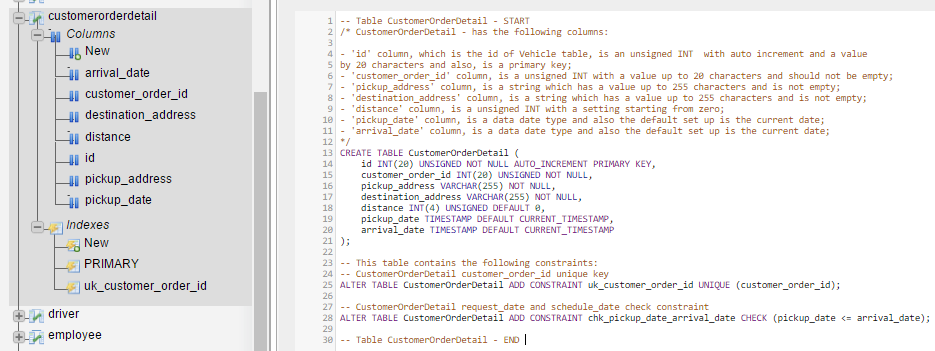 customerorderdetail
Columns
New
arrival_date
customer_order_id
destination_address
distance
id
pickup_address
pickup_date
Indexes
New
PRIMARY
uk_customer_order_id
driver
employee
1 -- Table CustomerOrderDetail - START
2 /* CustomerOrderDetail - has the following columns:
3
4 - 'id' column, which is the id of Vehicle table, is an unsigned INT  with auto increment and a value
5 by 20 characters and also, is a primary key;
6 - 'customer_order_id' column, is a unsigned INT with a value up to 20 characters and should not be empty;
7 - 'pickup_address' column, is a string which has a value up to 255 characters and is not empty;
8 - 'destination_address' column, is a string which has a value up to 255 characters and is not empty;
9 - 'distance' column, is a unsigned INT with a setting starting from zero;
10 - 'pickup_date' column, is a data date type and also the default set up is the current date;
11 - 'arrival_date' column, is a data date type and also the default set up is the current date;
12 */
13 CREATE TABLE CustomerOrderDetail (
14 id INT(20) UNSIGNED NOT NULL AUTO_INCREMENT PRIMARY KEY,
15 customer_order_id INT(20) UNSIGNED NOT NULL,
16 pickup_address VARCHAR(255) NOT NULL,
17 destination_address VARCHAR(255) NOT NULL,
18 distance INT(4) UNSIGNED DEFAULT 0,
19 pickup_date TIMESTAMP DEFAULT CURRENT_TIMESTAMP,
20 arrival_date TIMESTAMP DEFAULT CURRENT_TIMESTAMP
21 );
22
23 -- This table contains the following constraints:
24 -- CustomerOrderDetail customer_order_id unique key
25 ALTER TABLE CustomerOrderDetail ADD CONSTRAINT uk_customer_order_id UNIQUE (customer_order_id);
26
27 -- CustomerOrderDetail request_date and schedule_date check constraint
28 ALTER TABLE CustomerOrderDetail ADD CONSTRAINT chk_pickup_date_arrival_date CHECK (pickup_date <= arrival_date);
29
30 -- Table CustomerOrderDetail - END